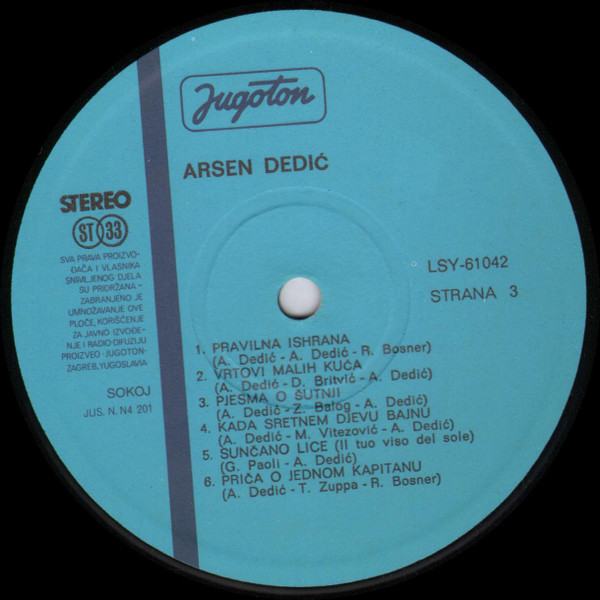 Jugoton
ARSEN DEDIĆ
STEREO
ST 33
SVA PRAVA PROIZVO-
ĐAČA I VLASNIKA
SNIMLJENOG DJELA
SU PRIDRŽANA -
ZABRANJENO JE
UMNOŽAVANJE OVE
PLOČE, KORIŠĆENJE
ZA JAVNO IZVOĐE-
NJE I RADIO-DIFUZIJU
PROIZVEO - JUGOTON-
ZAGREB, YUGOSLAVIA
SOKOJ
JUS. N. N4 201
LSY-61042
STRANA 3
1. PRAVILNA ISHRANA
(A. Dedić - A. Dedić - R. Bosner)
2. VRTOVI MALIH KUĆA
(A. Dedić - D. Britvić - A. Dedić)
3. PJESMA O ŠUTNJI
(A. Dedić - Z. Balog - A. Dedić)
4. KADA SRETNEM DJEVU BAJNU
(A. Dedić - M. Vitezović - A. Dedić)
5. SUNČANO LICE (Il tuo viso del sole)
(G. Paoli - A. Dedić)
6. PRIČA O JEDNOM KAPITANU
(A. Dedić - T. Zuppa - R. Bosner)